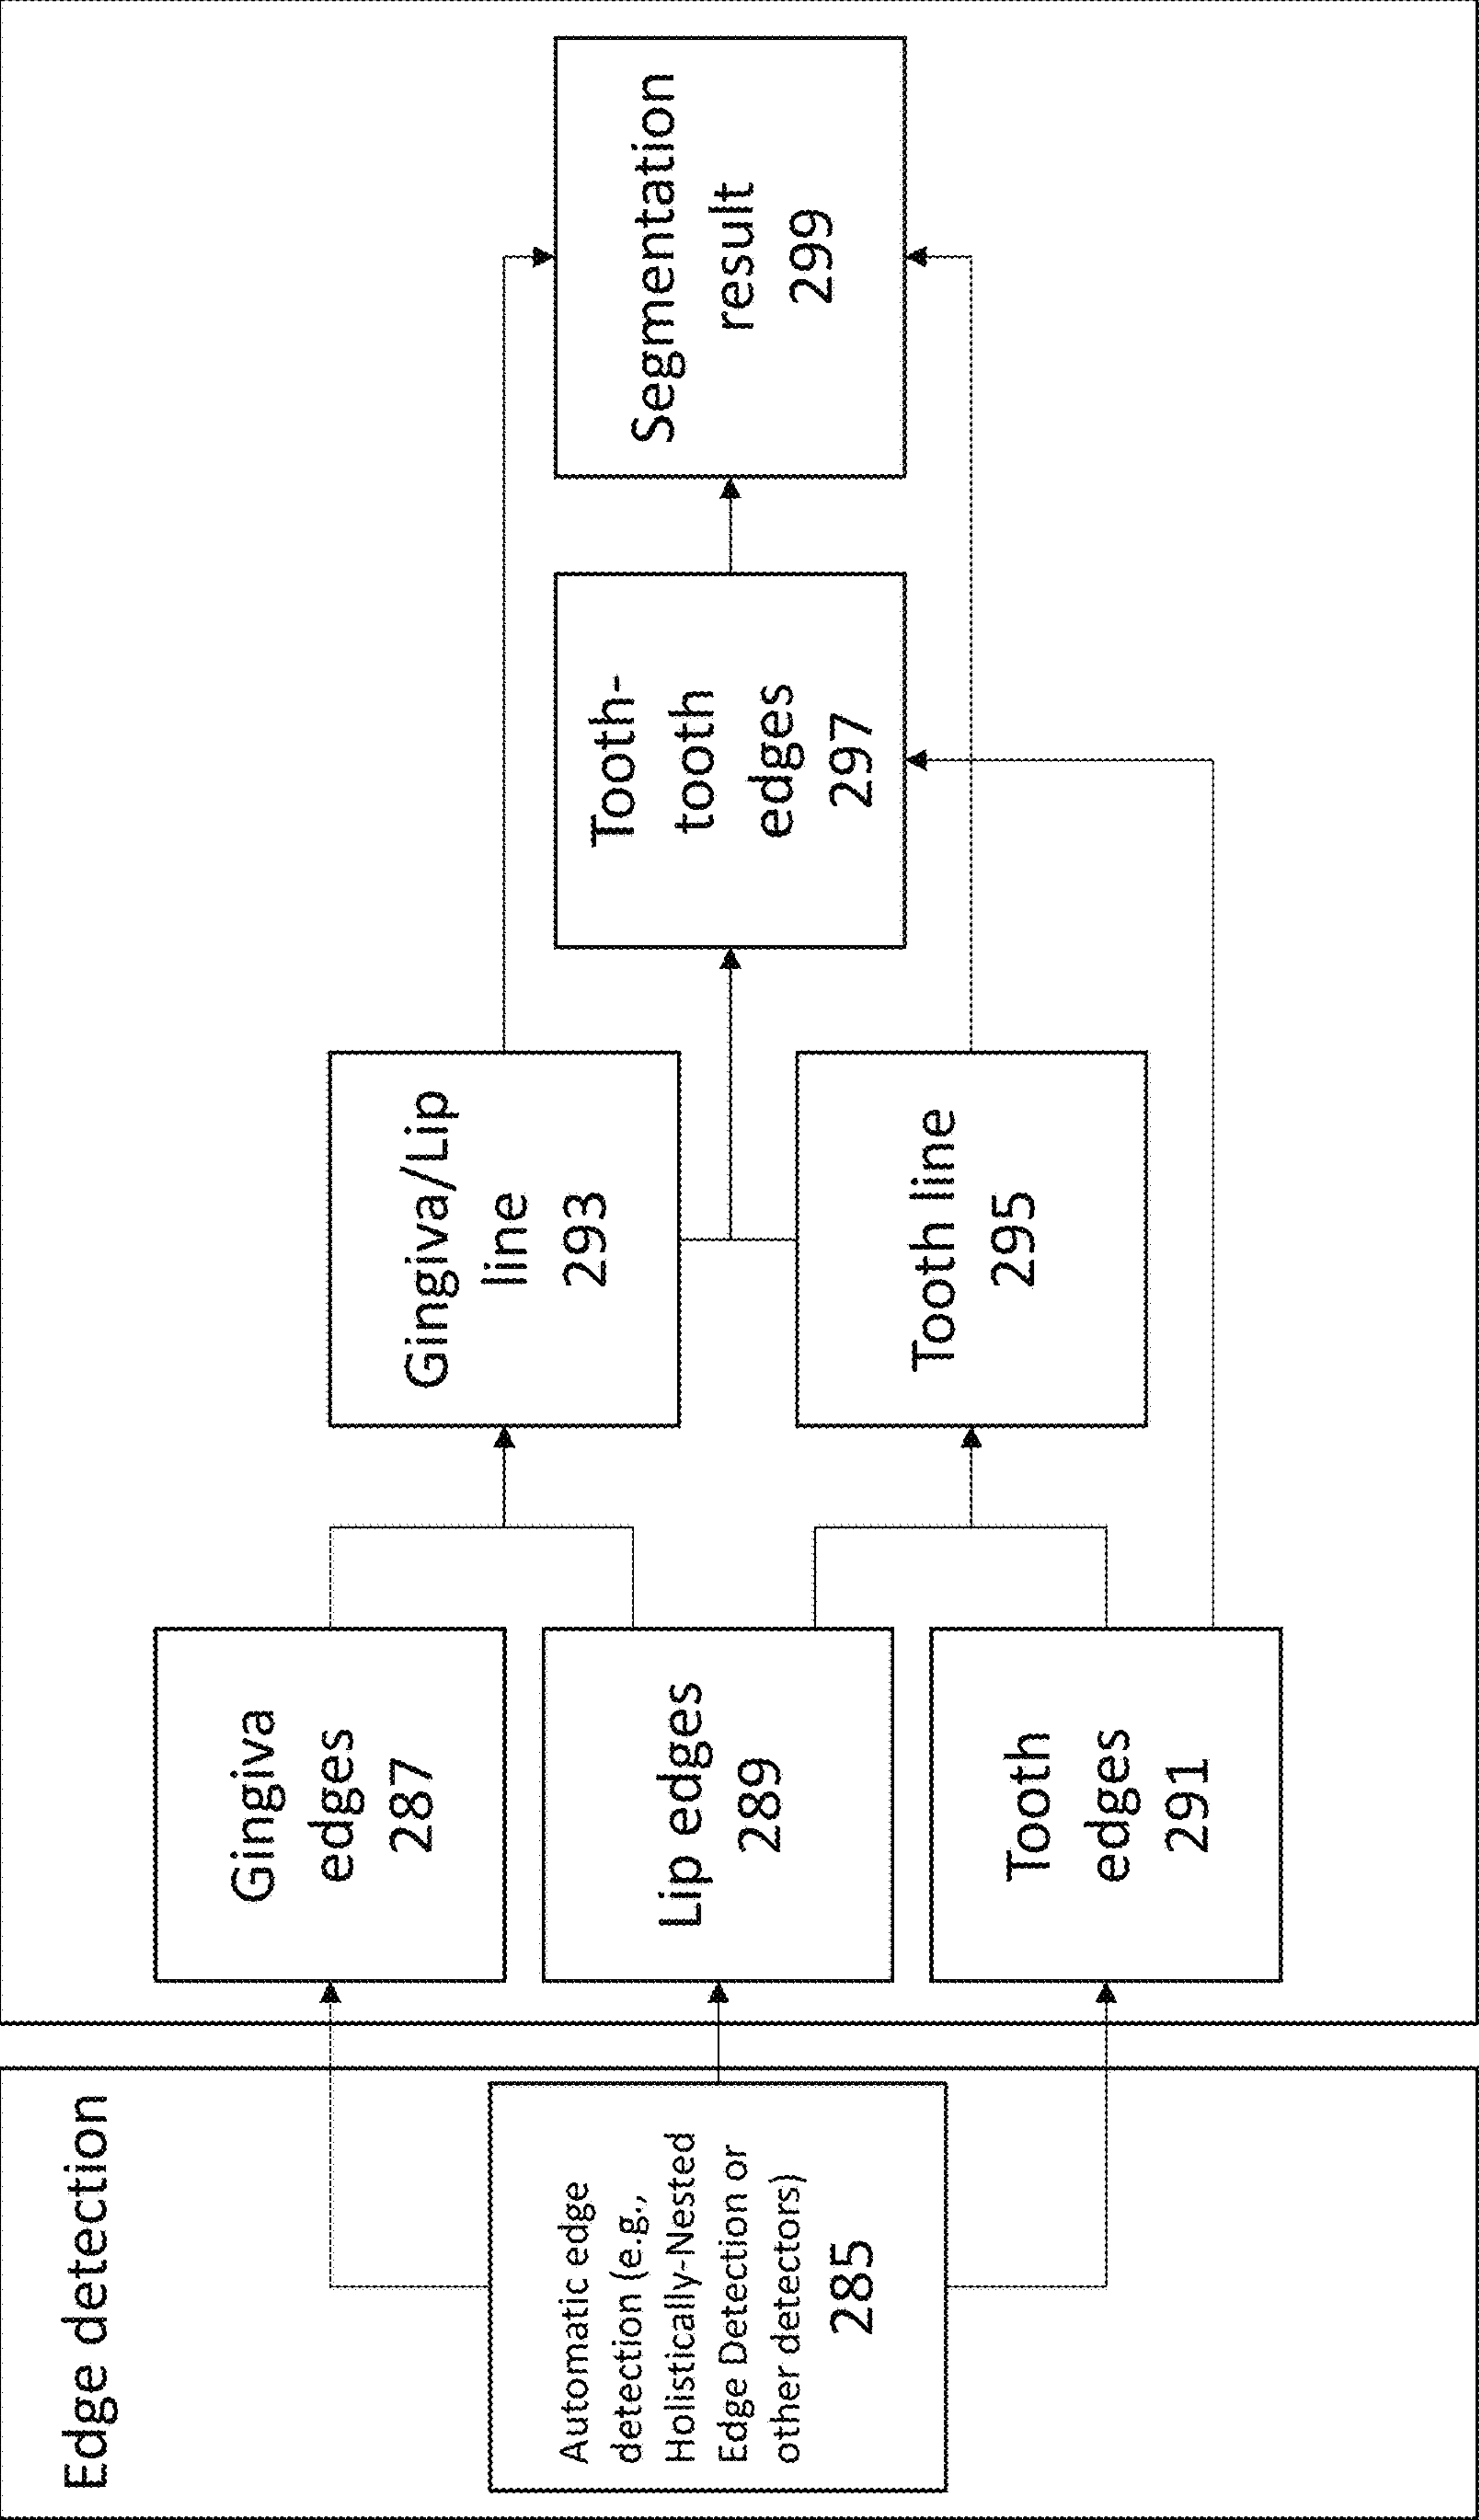 Edge detection
Automatic edge
detection (e.g.,
Holistically-Nested
Edge Detection or
other detectors)
285
Gingiva
edges
287
Lip edges
289
Tooth
edges
291
Gingiva/Lip
line
293
Tooth line
295
Tooth-
tooth
edges
297
Segmentation
result
299